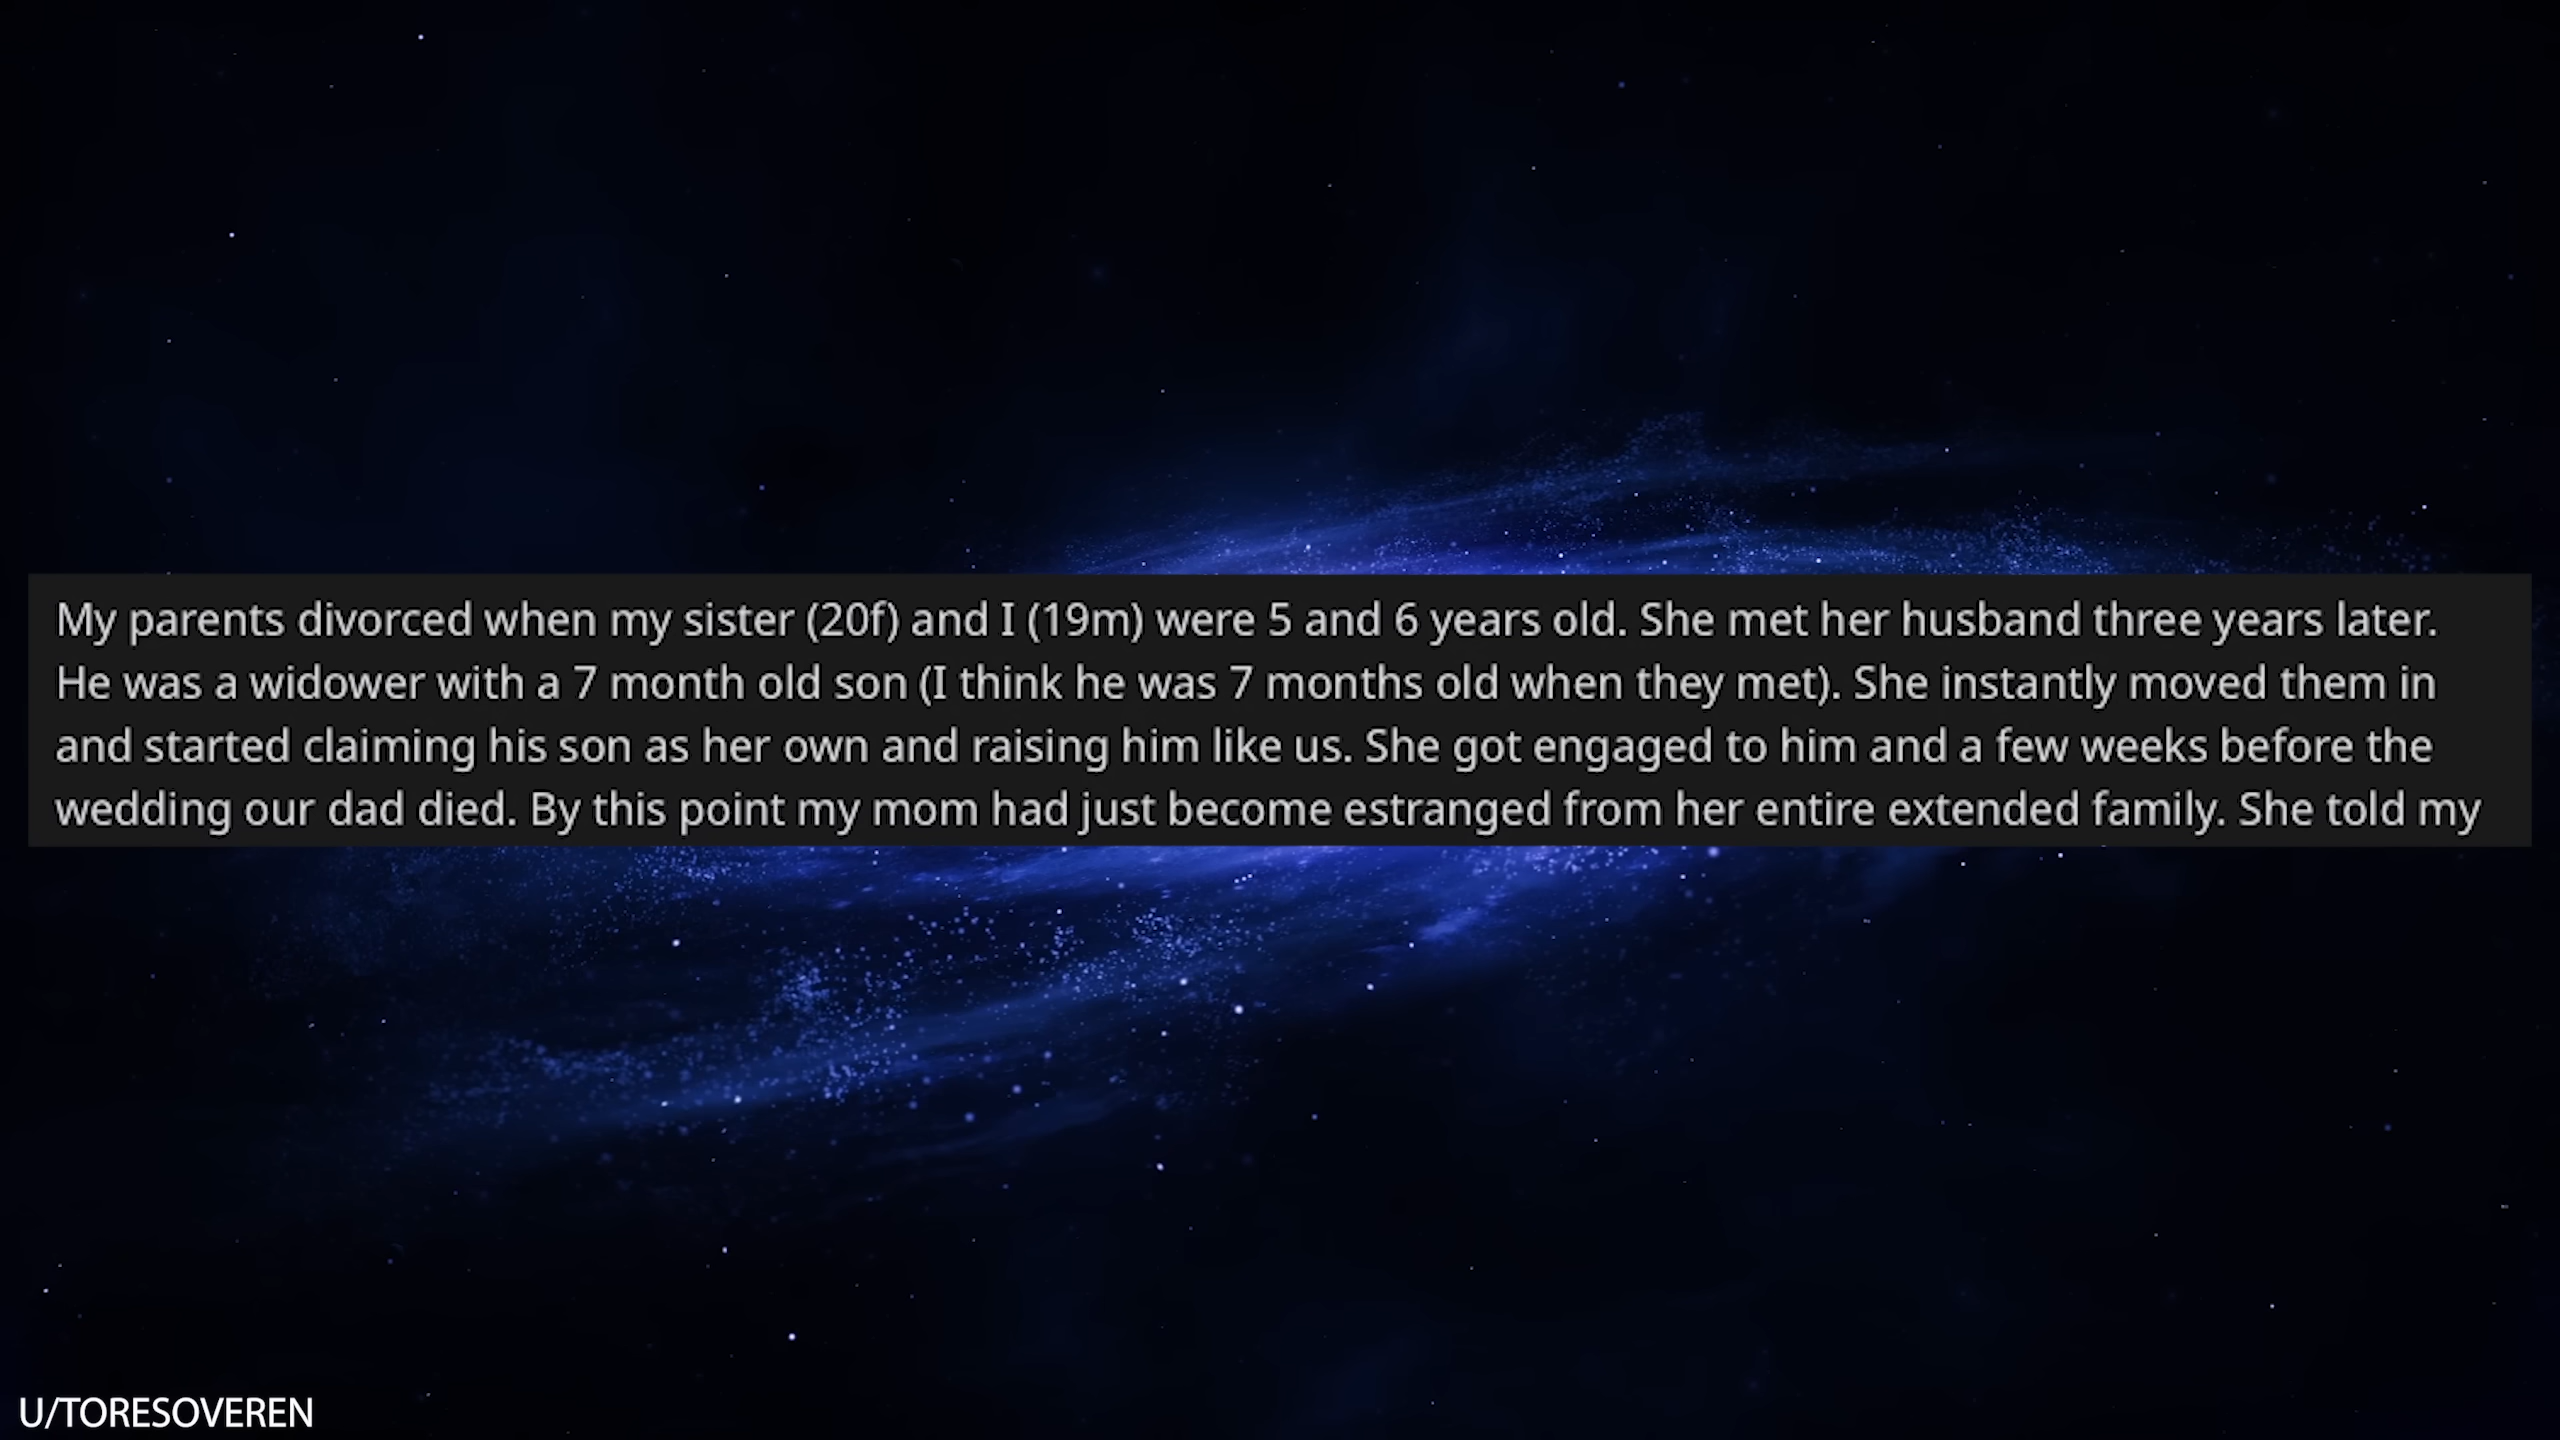 My parents divorced when my sister (20f) and I (19m) were 5 and 6 years old. She met her husband three years later.
He was a widower with a 7 month old son (I think he was 7 months old when they met). She instantly moved them in
and started claiming his son as her own and raising him like us. She got engaged to him and a few weeks before the
wedding our dad died. By this point my mom had just become estranged from her entire extended family. She told my
U/TORESOVEREN